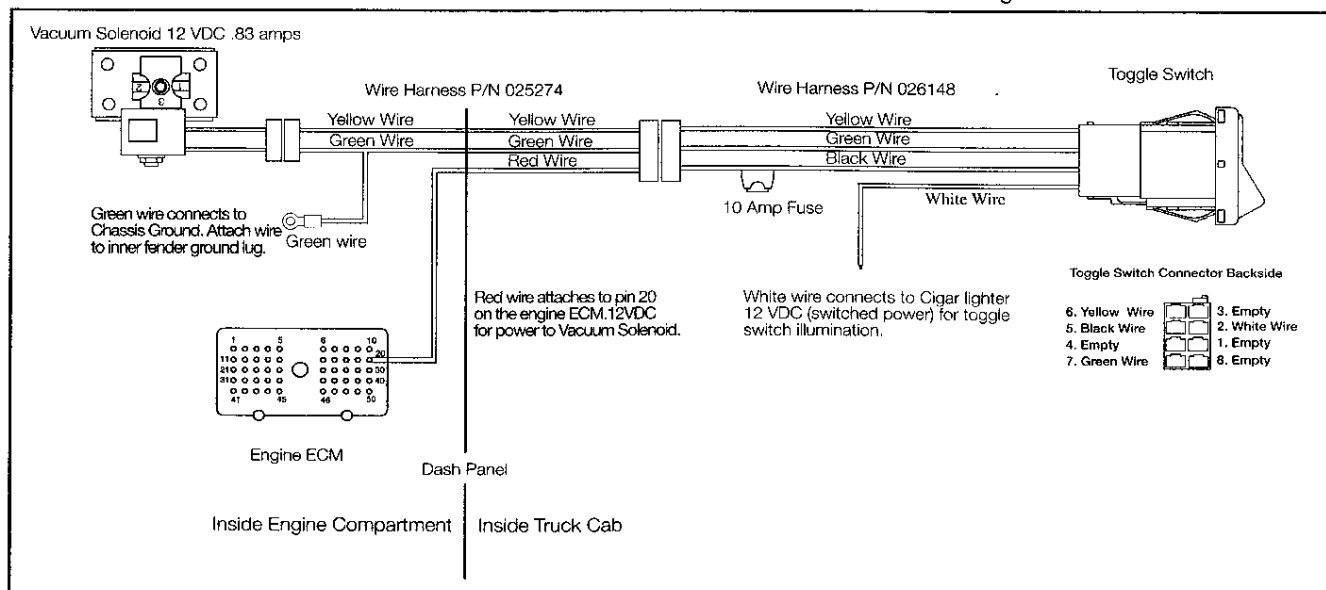 Vacuum Solenoid 12 VDC .83 amps
2
1
3
Wire Harness P/N 025274
Wire Harness P/N 026148
Toggle Switch
Yellow Wire
Yellow Wire
Yellow Wire
Green Wire
Green Wire
Green Wire
Red Wire
Black Wire
10 Amp Fuse
White Wire
Green wire connects to
Chassis Ground. Attach wire
to inner fender ground lug.
Green wire
Red wire attaches to pin 20
on the engine ECM.12VDC
for power to Vacuum Solenoid.
White wire connects to Cigar lighter
12 VDC (switched power) for toggle
switch illumination.
Toggle Switch Connector Backside
6. Yellow Wire
3. Empty
5. Black Wire
2. White Wire
4. Empty
1. Empty
7. Green Wire
8. Empty
1 5 6 10
11 20
21 30
31 40
41 45 46 50
Engine ECM
Dash Panel
Inside Engine Compartment
Inside Truck Cab